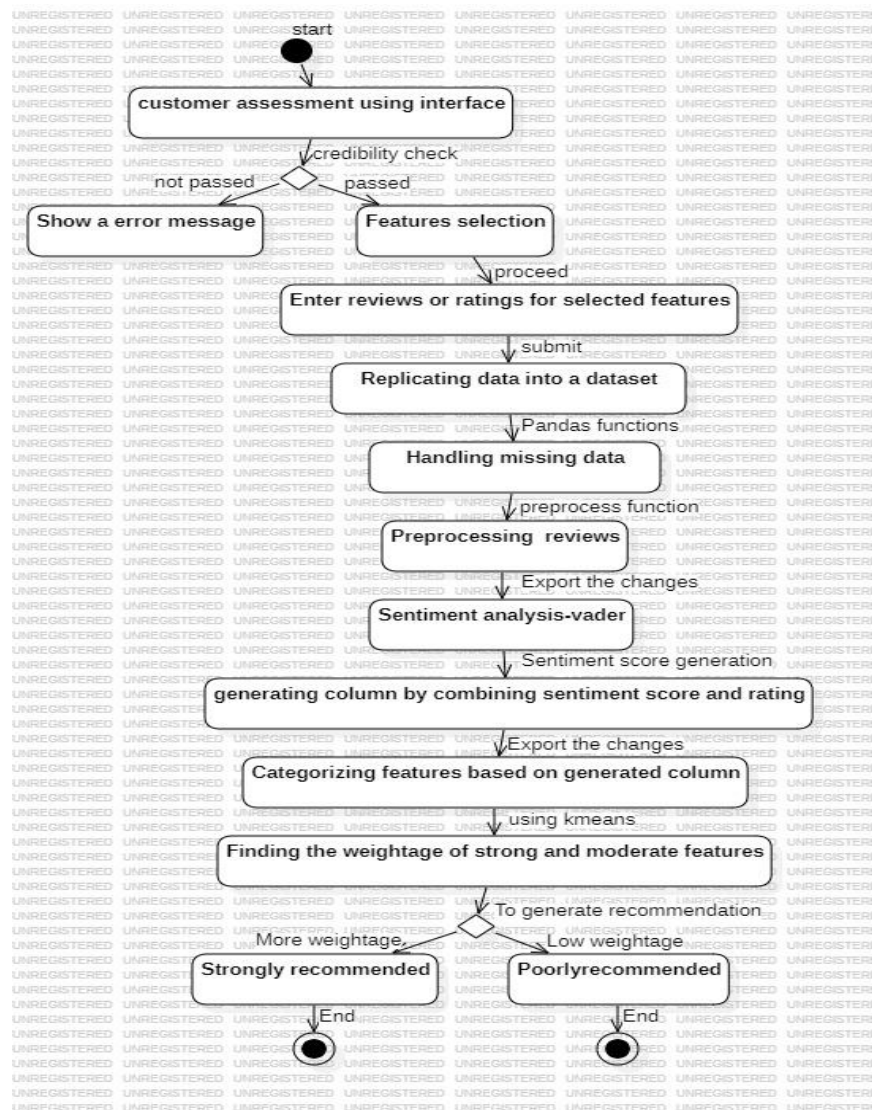 start
customer assessment using interface
credibility check
not passed
passed
Show a error message
Features selection
proceed
Enter reviews or ratings for selected features
submit
Replicating data into a dataset
Pandas functions
Handling missing data
preprocess function
Preprocessing reviews
Export the changes
Sentiment analysis-vader
Sentiment score generation
generating column by combining sentiment score and rating
Export the changes
Categorizing features based on generated column
using kmeans
Finding the weightage of strong and moderate features
To generate recommendation
More weightage,
Low weightage
Strongly recommended
Poorlyrecommended
End
End
UNREGISTERED